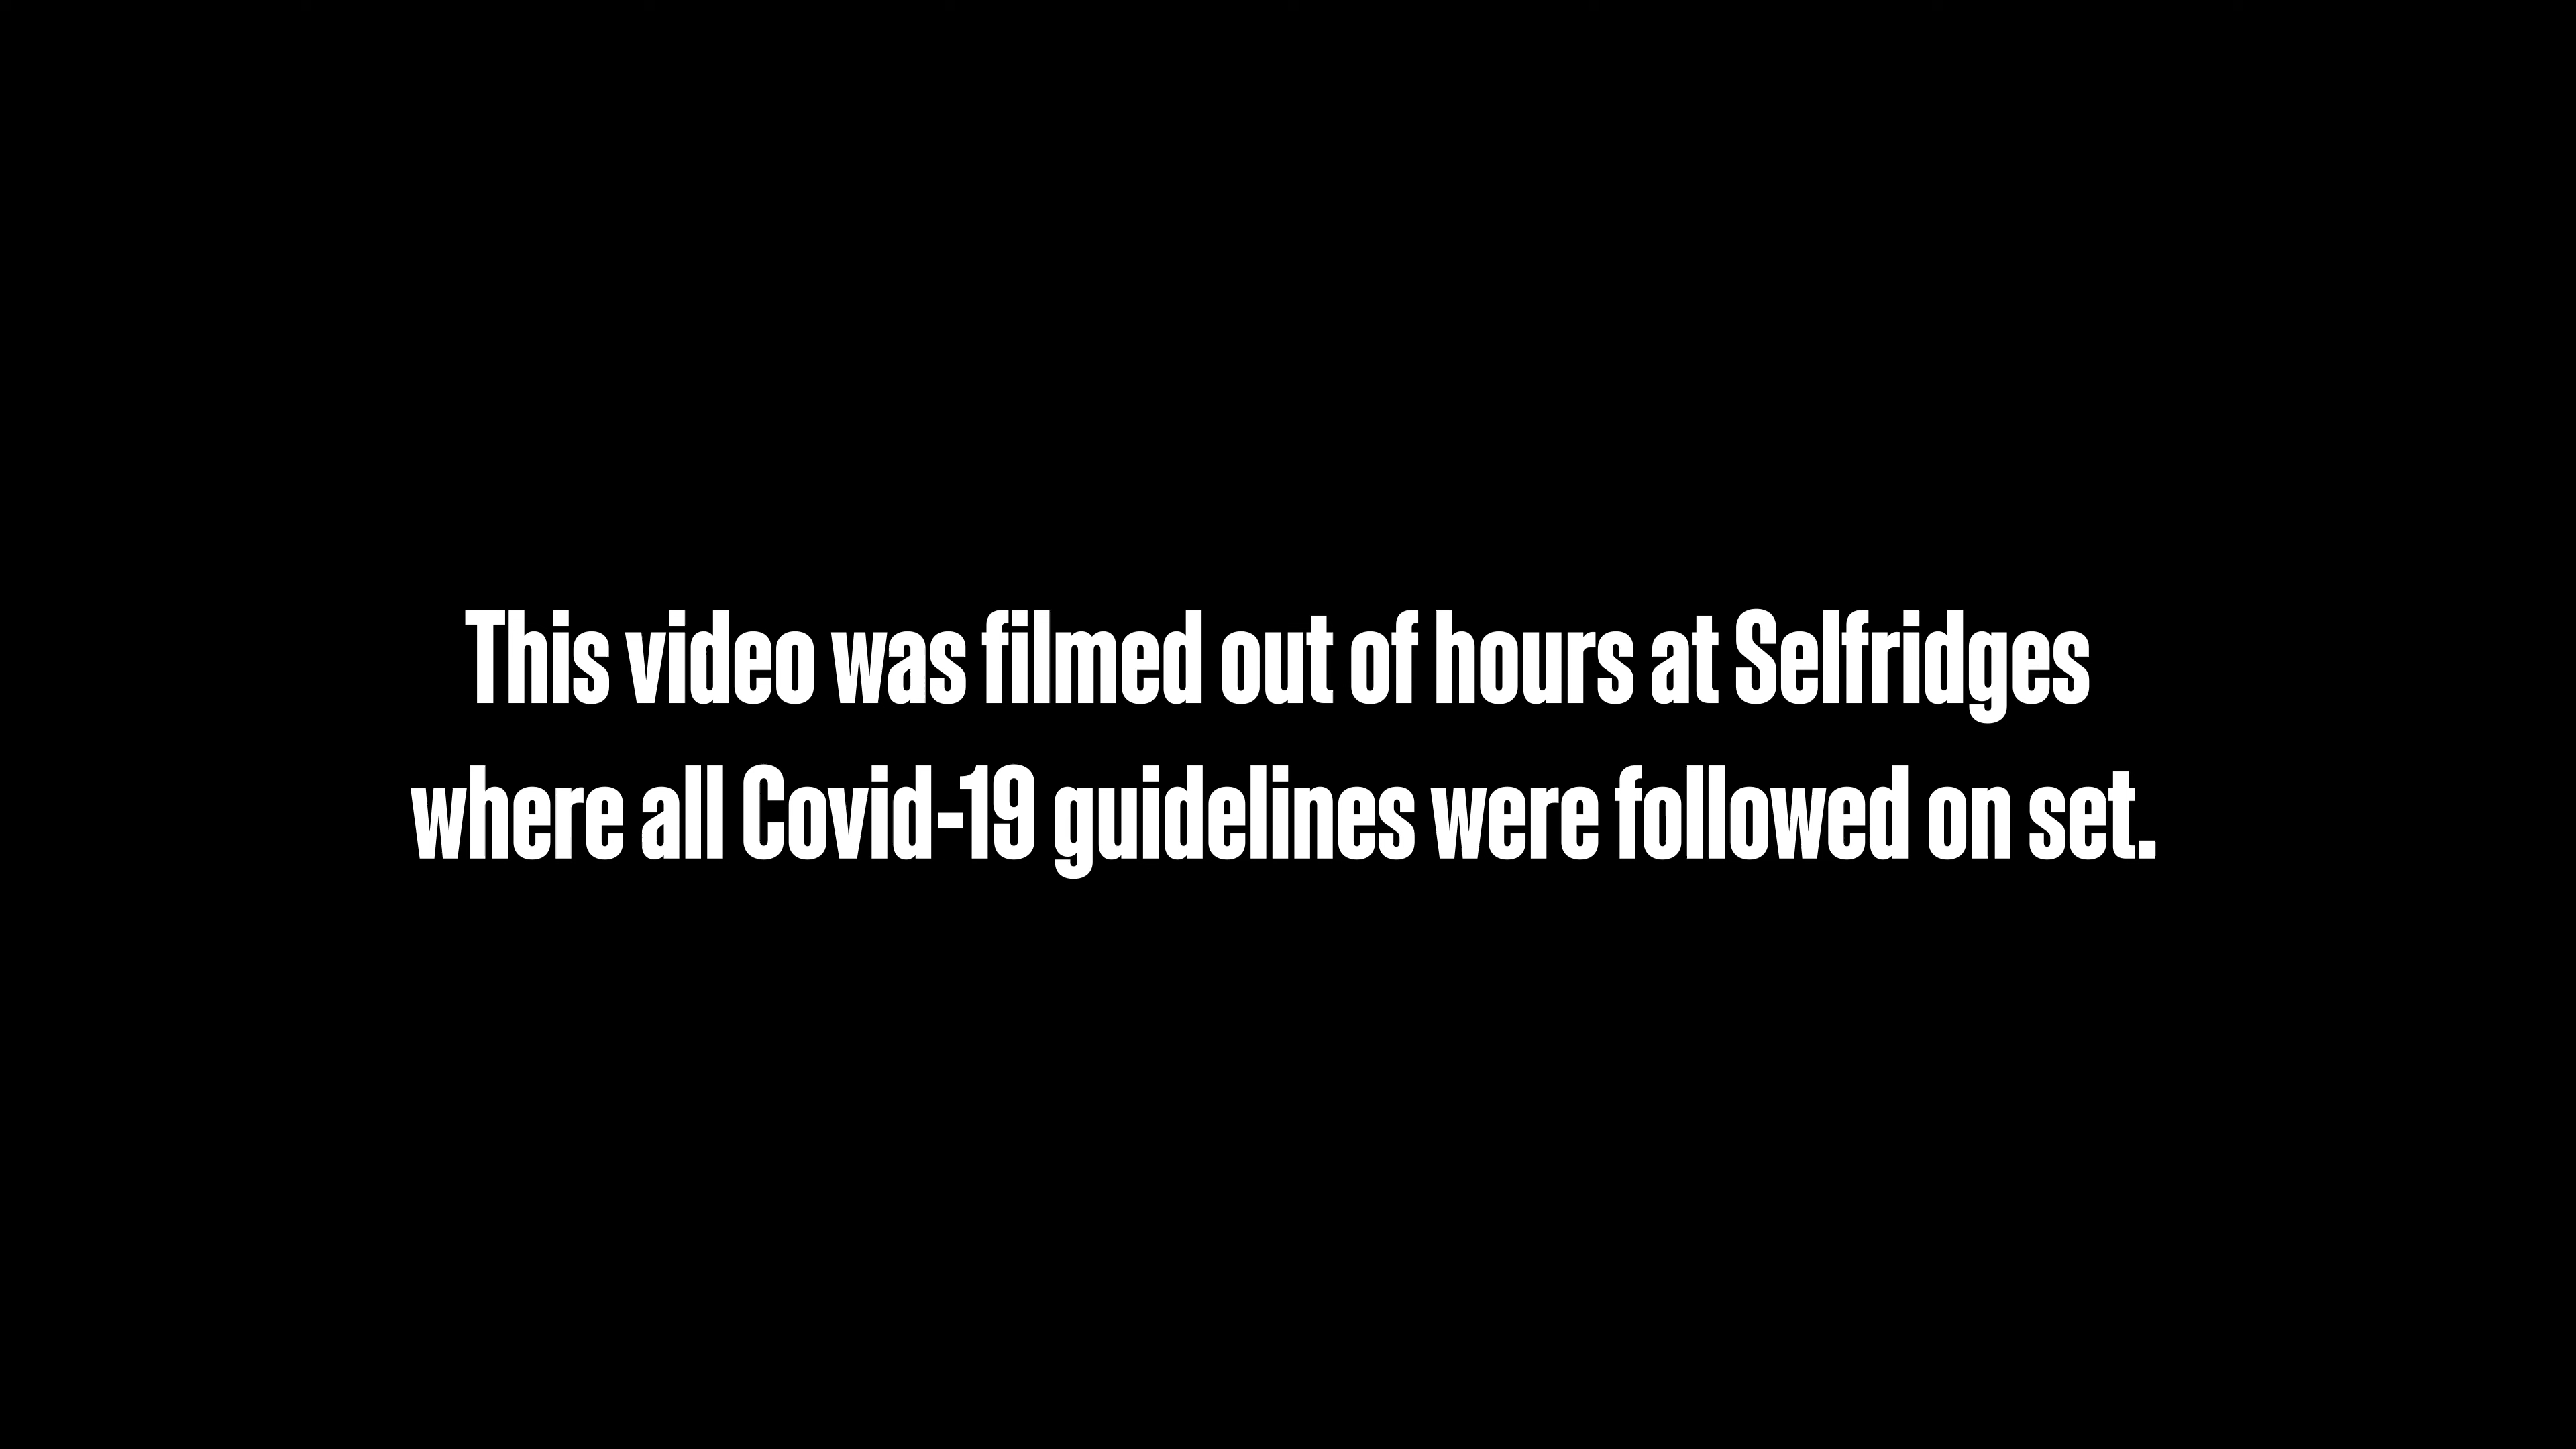 This video was filmed out of hours at Selfridges
where all Covid-19 guidelines were followed on set.